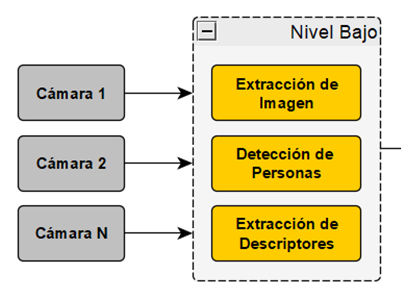 Nivel Bajo
Cámara 1
Extracción de
Imagen
Cámara 2
Detección de
Personas
Cámara N
Extracción de
Descriptores